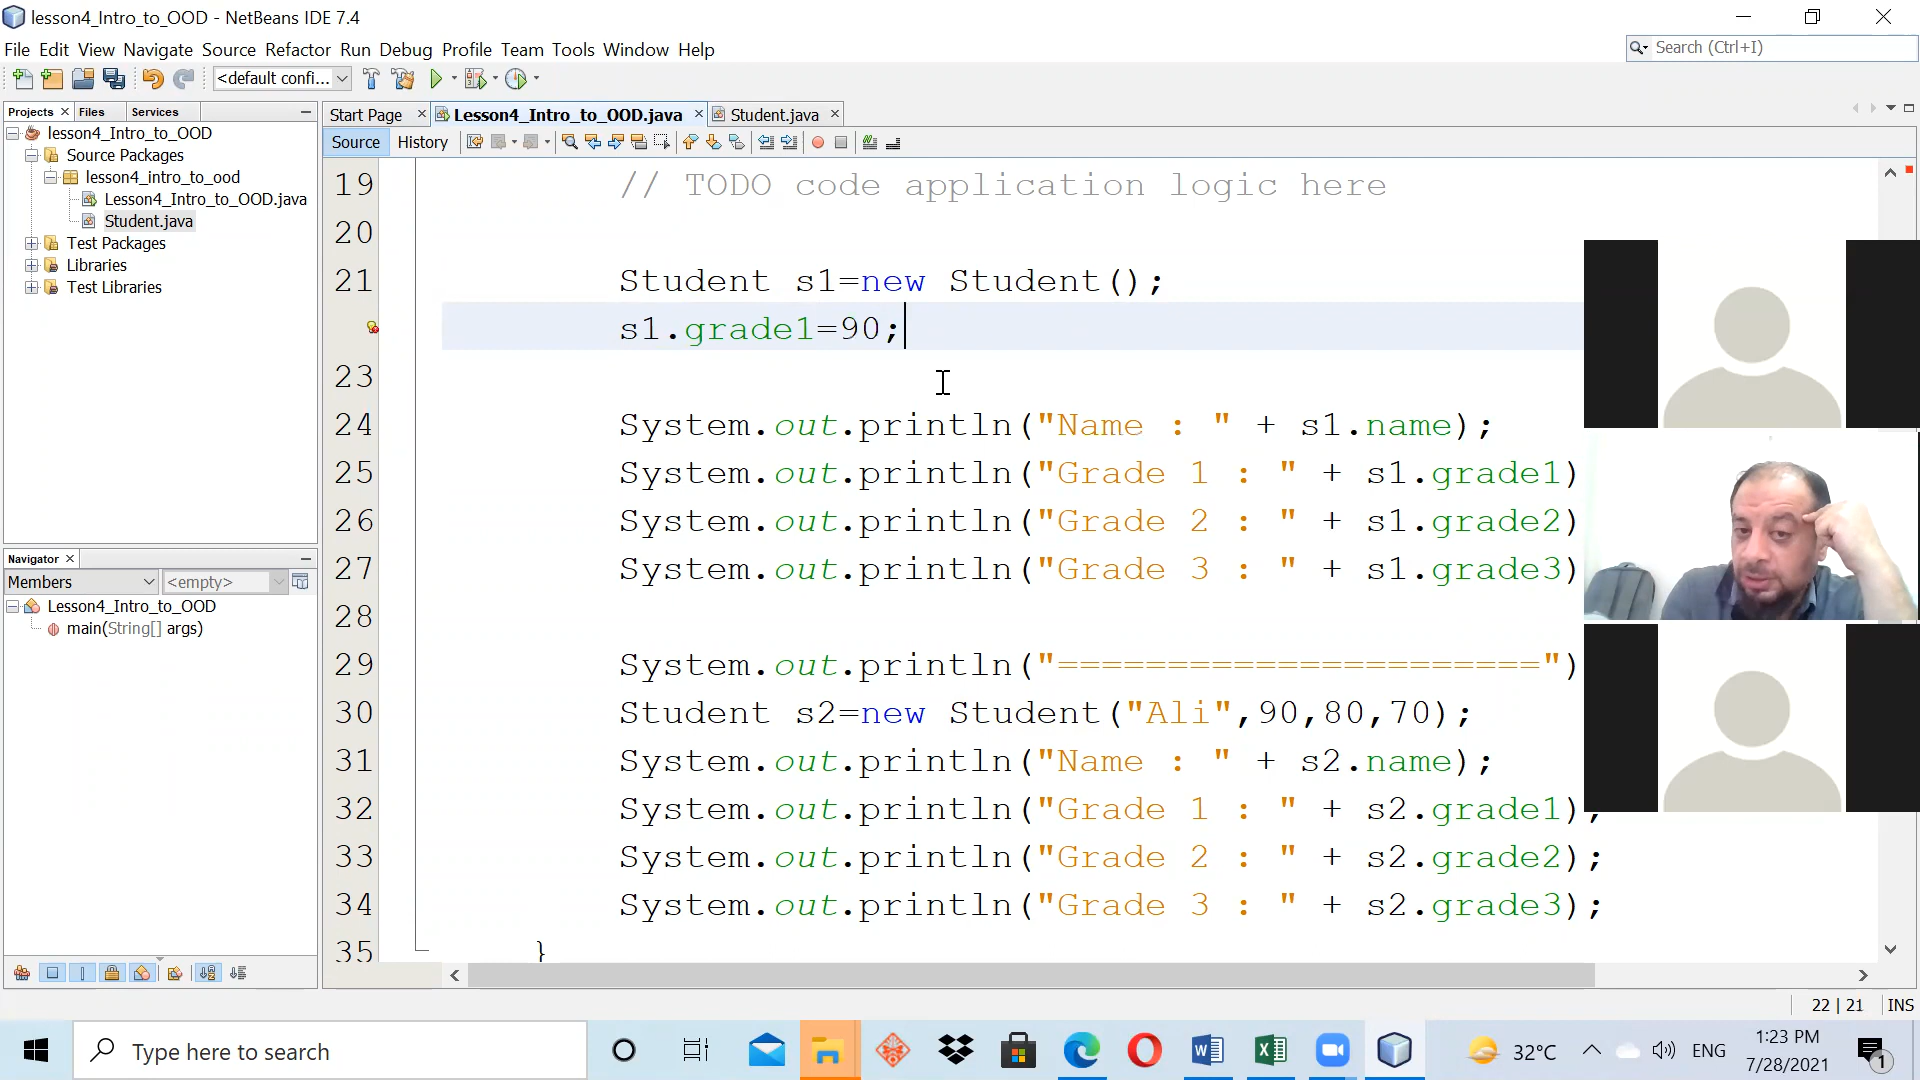 lesson4_Intro_to_OOD - NetBeans IDE 7.4
File Edit View Navigate Source Refactor Run Debug Profile Team Tools Window Help
Search (Ctrl+I)
<default confi...
Projects Files Services
Start Page Lesson4_Intro_to_OOD.java Student.java
Source History
lesson4_Intro_to_OOD
Source Packages
lesson4_intro_to_ood
Lesson4_Intro_to_OOD.java
Student.java
Test Packages
Libraries
Test Libraries
Navigator
Members <empty>
Lesson4_Intro_to_OOD
main(String[] args)
19 // TODO code application logic here
20
21 Student s1=new Student();
s1.grade1=90;
23
24 System.out.println("Name : " + s1.name);
25 System.out.println("Grade 1 : " + s1.grade1)
26 System.out.println("Grade 2 : " + s1.grade2)
27 System.out.println("Grade 3 : " + s1.grade3)
28
29 System.out.println("======================")
30 Student s2=new Student("Ali",90,80,70);
31 System.out.println("Name : " + s2.name);
32 System.out.println("Grade 1 : " + s2.grade1);
33 System.out.println("Grade 2 : " + s2.grade2);
34 System.out.println("Grade 3 : " + s2.grade3);
35 }
22 | 21 INS
Type here to search
32°C ENG
1:23 PM
7/28/2021
1